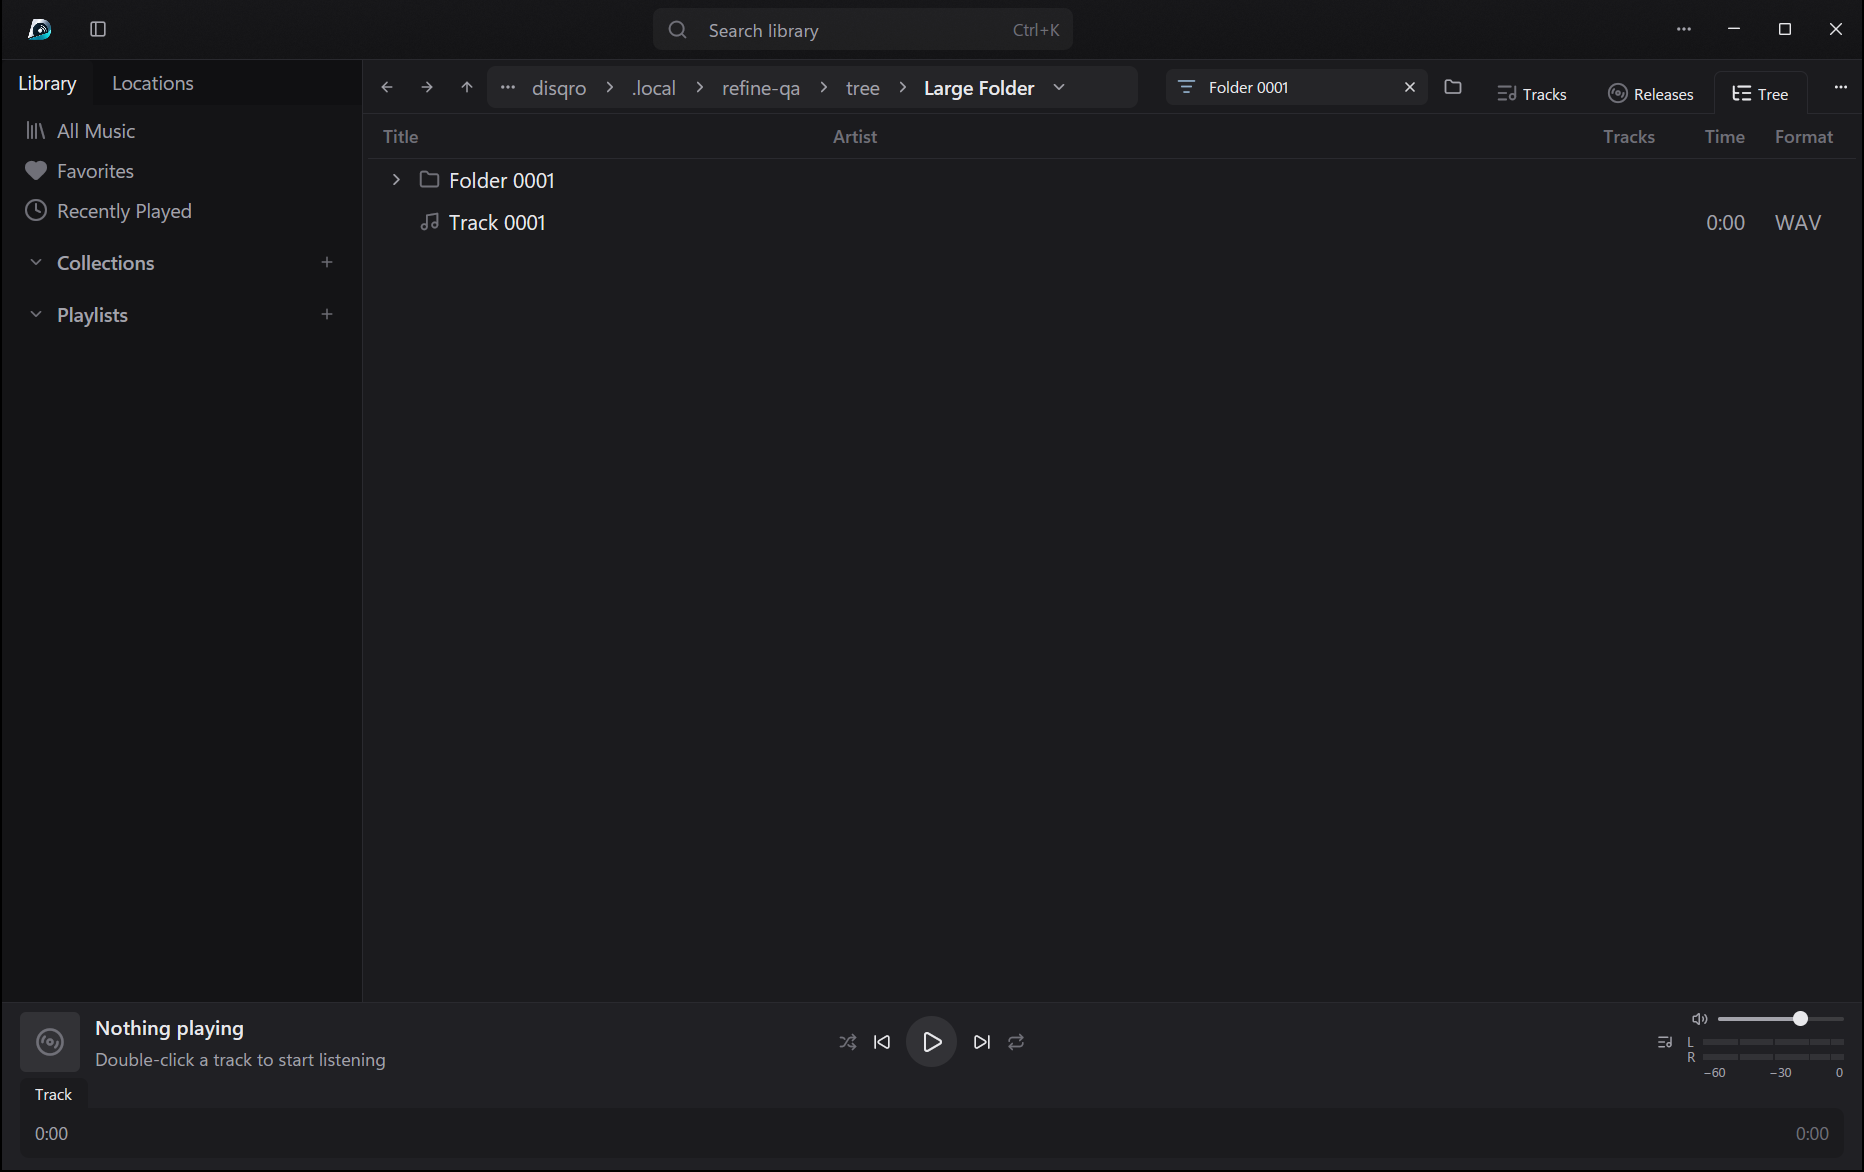 Search library Ctrl+K
Library Locations
disqro .local refine-qa tree Large Folder
Folder 0001
Tracks Releases Tree
Title Artist Tracks Time Format
All Music
Favorites
Recently Played
Collections
Playlists
Folder 0001
Track 0001 0:00 WAV
Nothing playing
Double-click a track to start listening
L
R
−60 −30 0
Track
0:00 0:00